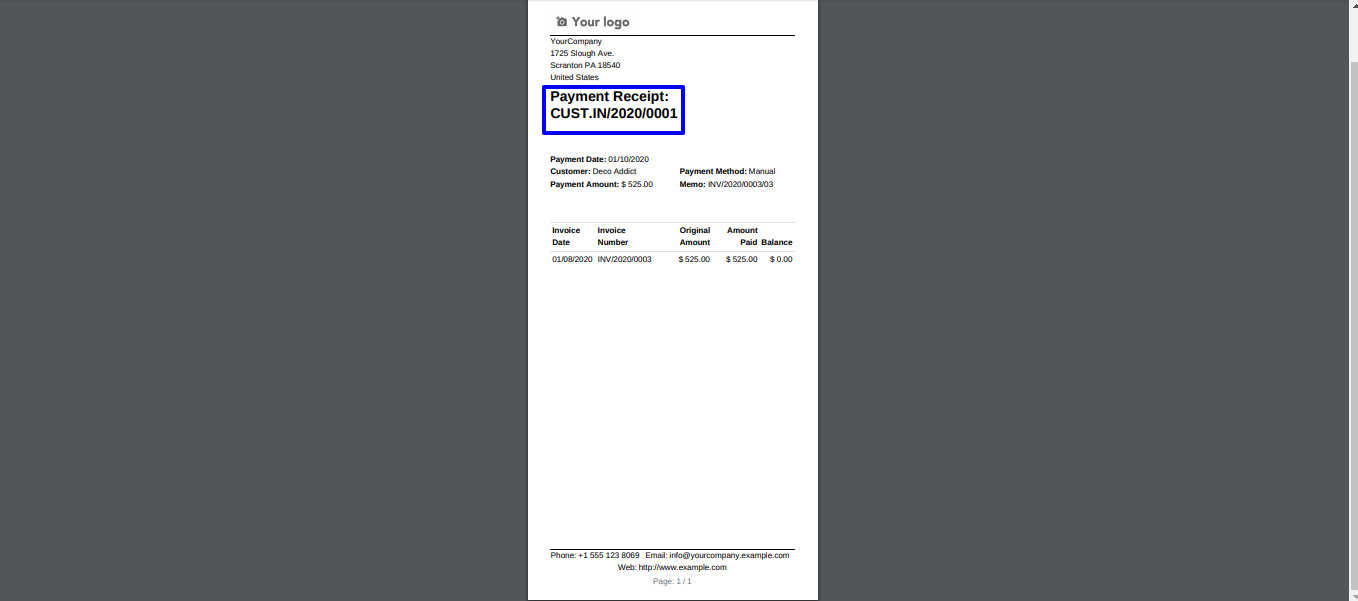 Your logo
YourCompany
1725 Slough Ave.
Scranton PA 18540
United States
Payment Receipt:
CUST.IN/2020/0001
Payment Date: 01/10/2020
Customer: Deco Addict Payment Method: Manual
Payment Amount: $ 525.00 Memo: INV/2020/0003/03
Invoice Invoice Original Amount
Date Number Amount Paid Balance
01/08/2020 INV/2020/0003 $ 525.00 $ 525.00 $ 0.00
Phone: +1 555 123 8069 Email: info@yourcompany.example.com
Web: http://www.example.com
Page: 1 / 1